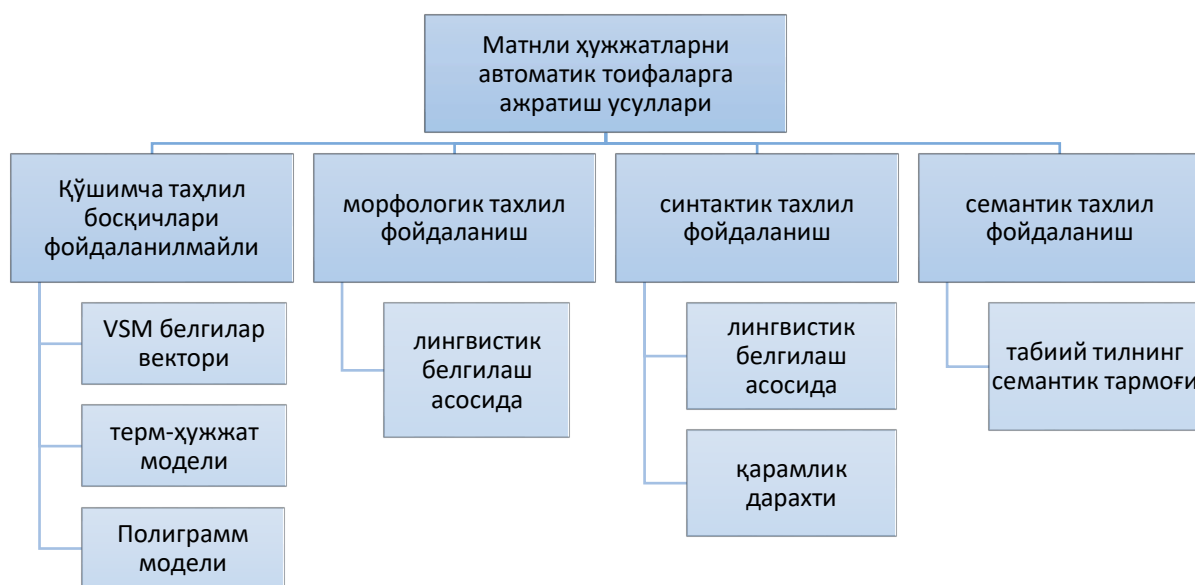 Матнли ҳужжатларни
автоматик тоифаларга
ажратиш усуллари
Қўшимча таҳлил
босқичлари
фойдаланилмайли
VSM белгилар
вектори
терм-ҳужжат
модели
Полиграмм
модели
морфологик тахлил
фойдаланиш
лингвистик
белгилаш
асосида
синтактик тахлил
фойдаланиш
лингвистик
белгилаш
асосида
қарамлик
дарахти
семантик тахлил
фойдаланиш
табиий тилнинг
семантик тармоғи